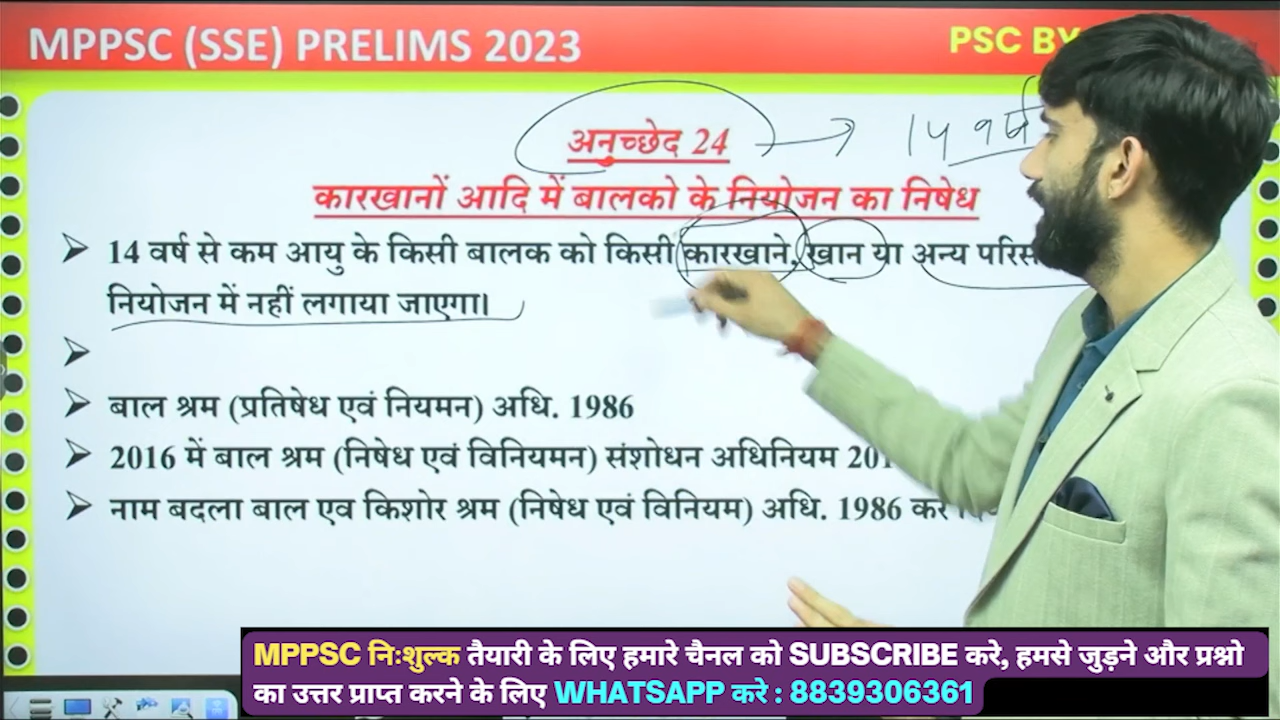 MPPSC (SSE) PRELIMS 2023
PSC BY
अनुच्छेद 24
14 वर्ष
कारखानों आदि में बालको के नियोजन का निषेध
14 वर्ष से कम आयु के किसी बालक को किसी कारखाने, खान या अन्य
नियोजन में नहीं लगाया जाएगा।
बाल श्रम (प्रतिषेध एवं नियमन) अधि. 1986
2016 में बाल श्रम (निषेध एवं विनियमन) संशोधन अधिनियम
नाम बदला बाल एव किशोर श्रम (निषेध एवं विनियम) अधि. 1986 कर
MPPSC निःशुल्क तैयारी के लिए हमारे चैनल को SUBSCRIBE करे, हमसे जुड़ने और प्रश्नो
का उत्तर प्राप्त करने के लिए WHATSAPP करे : 8839306361